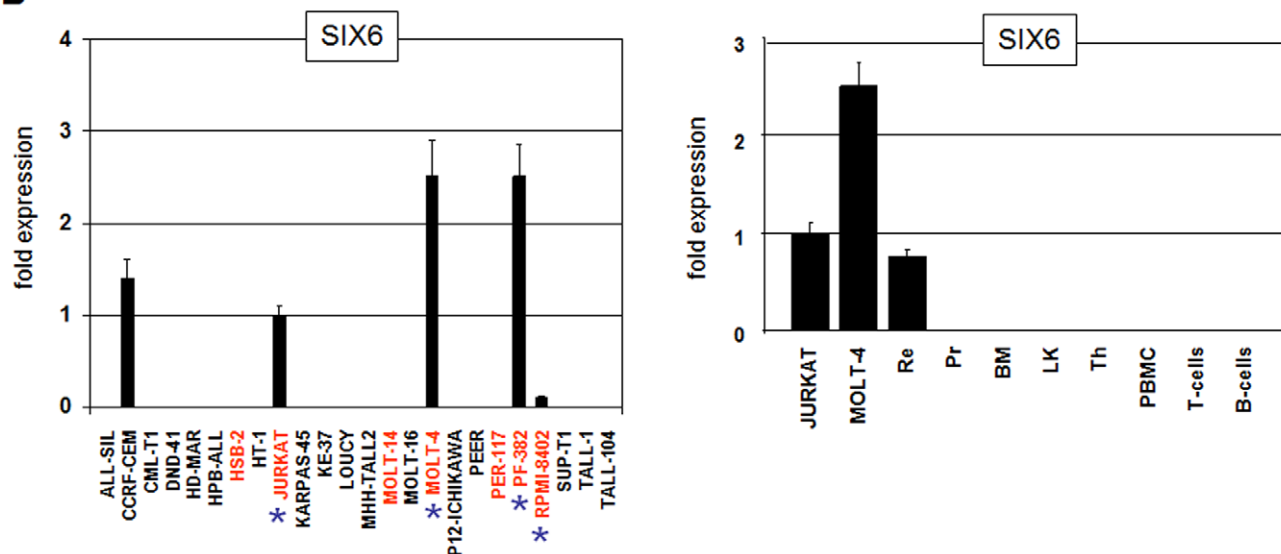 SIX6
4
3
2
1
0
fold expression
ALL-SIL
CCRF-CEM
CML-T1
DND-41
HD-MAR
HPB-ALL
HSB-2
HT-1
* JURKAT
KARPAS-45
KE-37
LOUCY
MHH-TALL2
MOLT-14
MOLT-16
* MOLT-4
P12-ICHIKAWA
PEER
PER-117
* PF-382
* RPMI-8402
SUP-T1
TALL-1
TALL-104
SIX6
3
2
1
0
fold expression
JURKAT
MOLT-4
Re
Pr
BM
LK
Th
PBMC
T-cells
B-cells